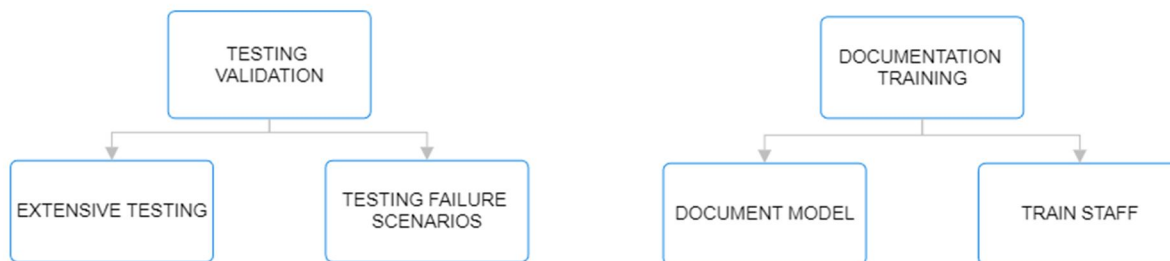 TESTING
VALIDATION
DOCUMENTATION
TRAINING
EXTENSIVE TESTING
TESTING FAILURE
SCENARIOS
DOCUMENT MODEL
TRAIN STAFF